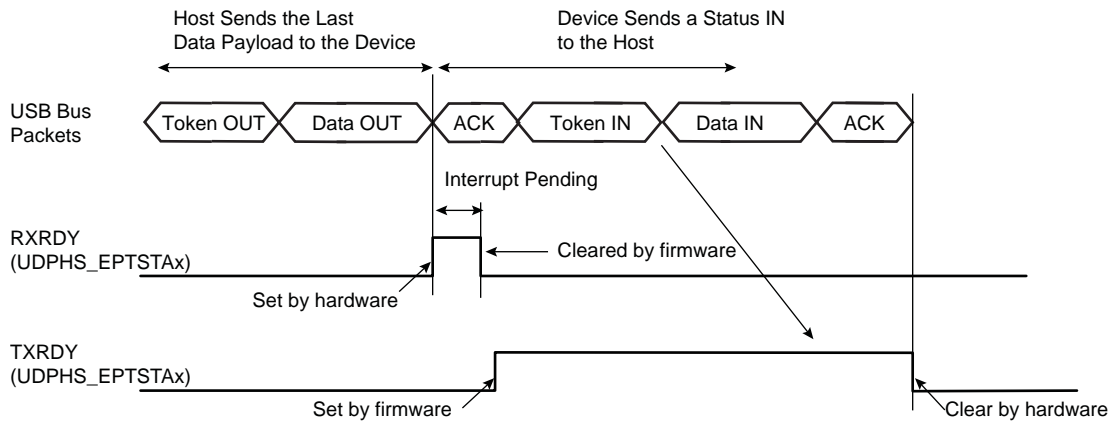 Host Sends the Last
Data Payload to the Device
Device Sends a Status IN
to the Host
USB Bus
Packets
Token OUT
Data OUT
ACK
Token IN
Data IN
ACK
Interrupt Pending
RXRDY
(UDPHS_EPTSTAx)
Cleared by firmware
Set by hardware
TXRDY
(UDPHS_EPTSTAx)
Set by firmware
Clear by hardware